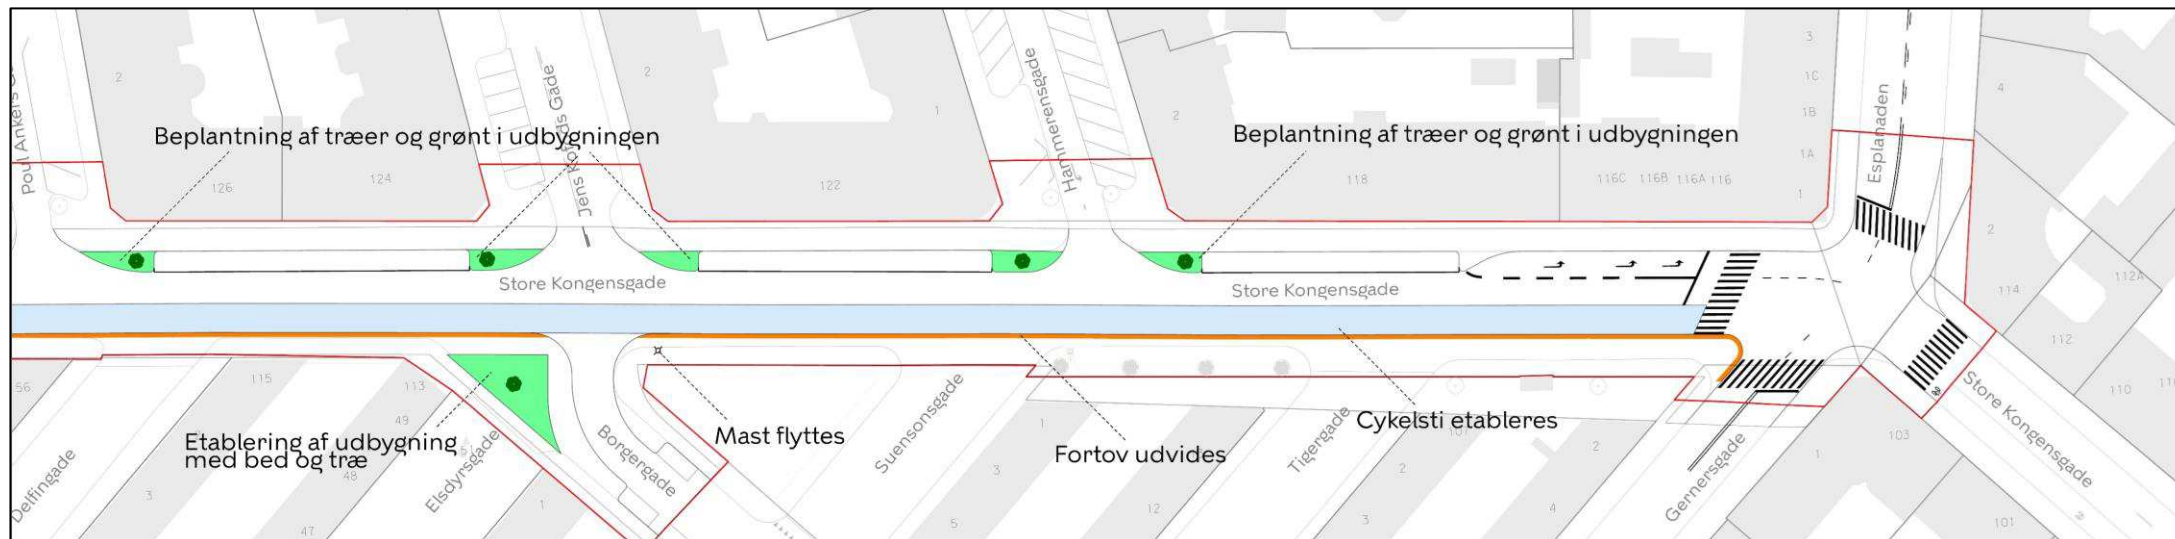 Poul Ankers G
2
Jens Kofoeds Gade
2
1
Hammerensgade
2
3
1C
1B
1A
1
Esplanaden
4
Beplantning af træer og grønt i udbygningen
Beplantning af træer og grønt i udbygningen
126
124
122
118
116C 116B 116A 116
2
112A
114
112
110
Store Kongensgade
Store Kongensgade
56
115
113
49
48
47
3
1
Etablering af udbygning
med bed og træ
Delfingade
Elsdyrsgade
Bongergade
Mast flyttes
Suensonsgade
1
3
5
12
Fortov udvides
Tigergade
107
2
3
2
4
Cykelsti etableres
Gernersgade
1
103
101
Store Kongensgade